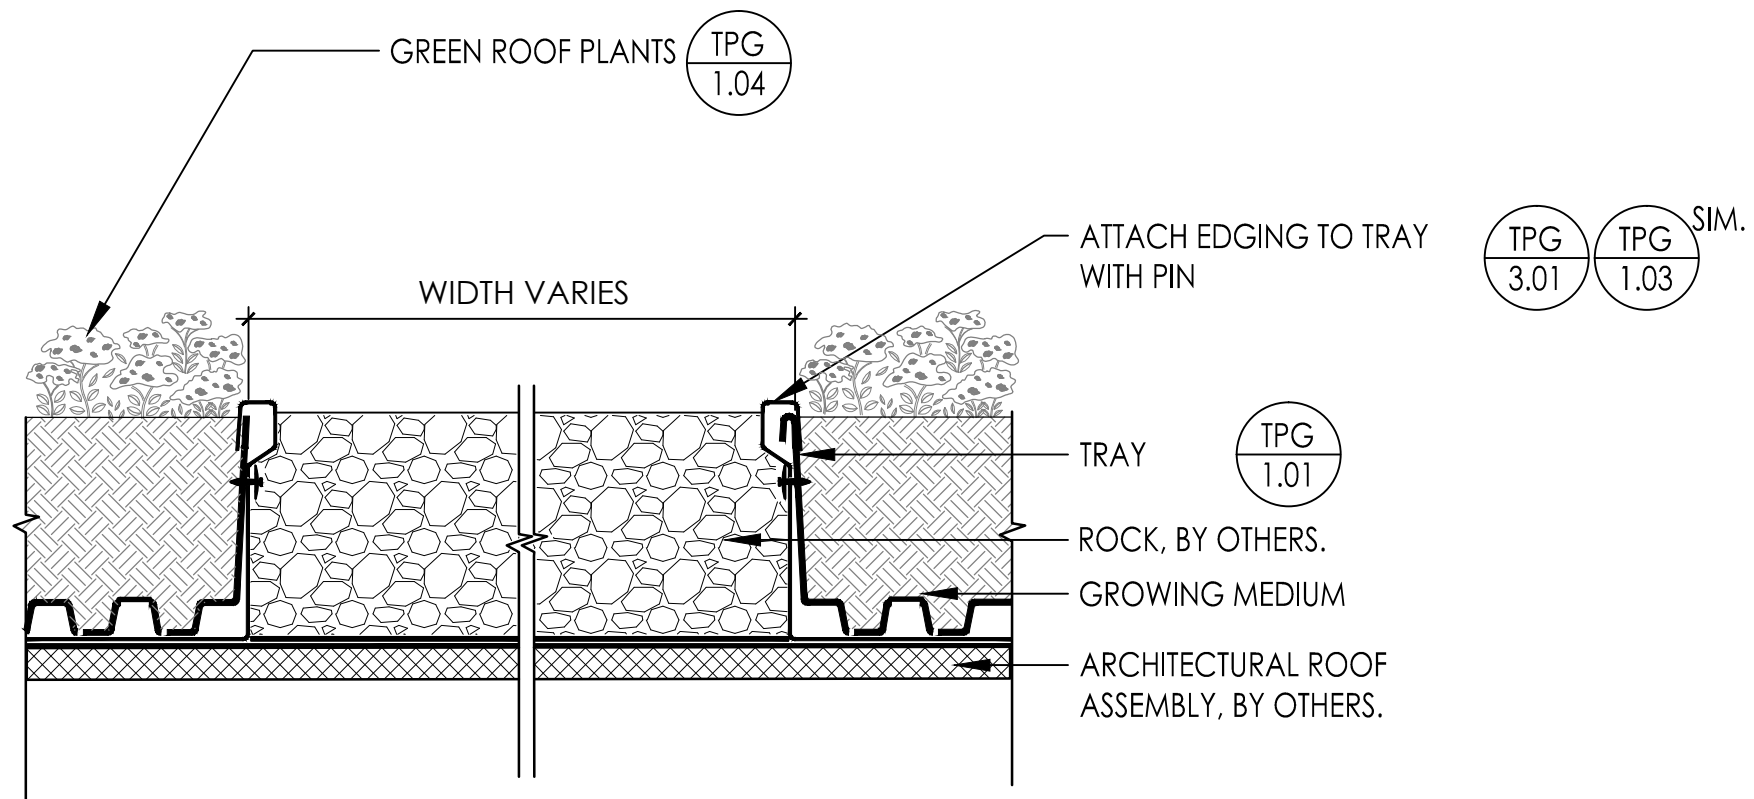 GREEN ROOF PLANTS
TPG
1.04
ATTACH EDGING TO TRAY
WITH PIN
TPG
3.01
TPG
1.03
SIM.
WIDTH VARIES
TRAY
TPG
1.01
ROCK, BY OTHERS.
GROWING MEDIUM
ARCHITECTURAL ROOF
ASSEMBLY, BY OTHERS.